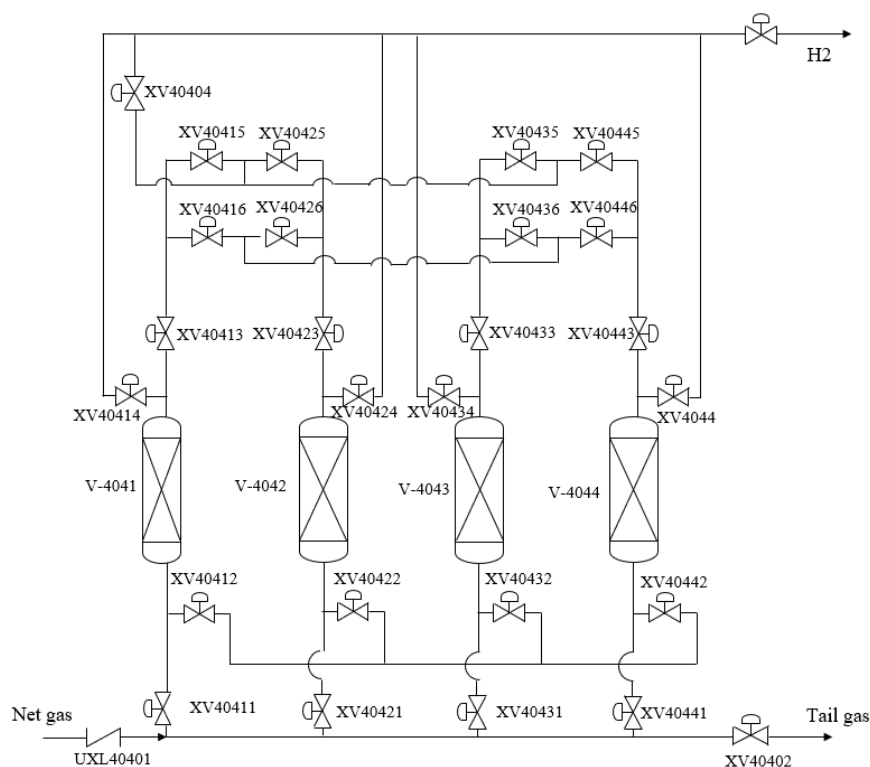 H2
XV40404
XV40415 XV40425
XV40435 XV40445
XV40416 XV40426
XV40436 XV40446
XV40413 XV40423
XV40433 XV40443
XV40414 XV40424 XV40434 XV4044
V-4041 V-4042 V-4043 V-4044
XV40412 XV40422 XV40432 XV40442
XV40411 XV40421 XV40431 XV40441
Net gas Tail gas
UXL40401 XV40402